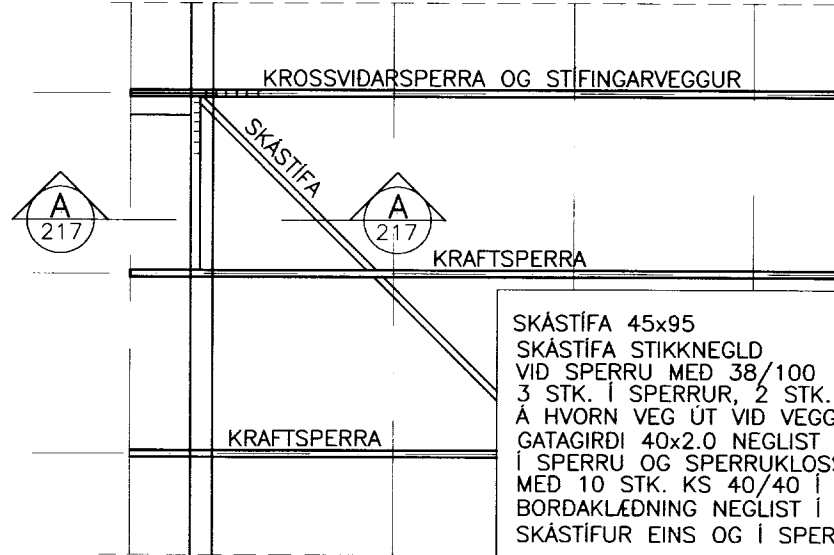 KROSSVIÐARSPERRA OG STÍFINGARVEGGUR
SKÁSTÍFA
A
217
A
217
KRAFTSPERRA
KRAFTSPERRA
SKÁSTÍFA 45x95
SKÁSTÍFA STIKKNEGLD
VIÐ SPERRU MEÐ 38/100
3 STK. Í SPERRUR, 2 STK.
Á HVORN VEG ÚT VIÐ VEGG
GATAGIRÐI 40x2.0 NEGLIST
Í SPERRU OG SPERRUKLOSS
MEÐ 10 STK. KS 40/40 Í
BORÐAKLÆÐNING NEGLIST Í
SKÁSTÍFUR EINS OG Í SPER